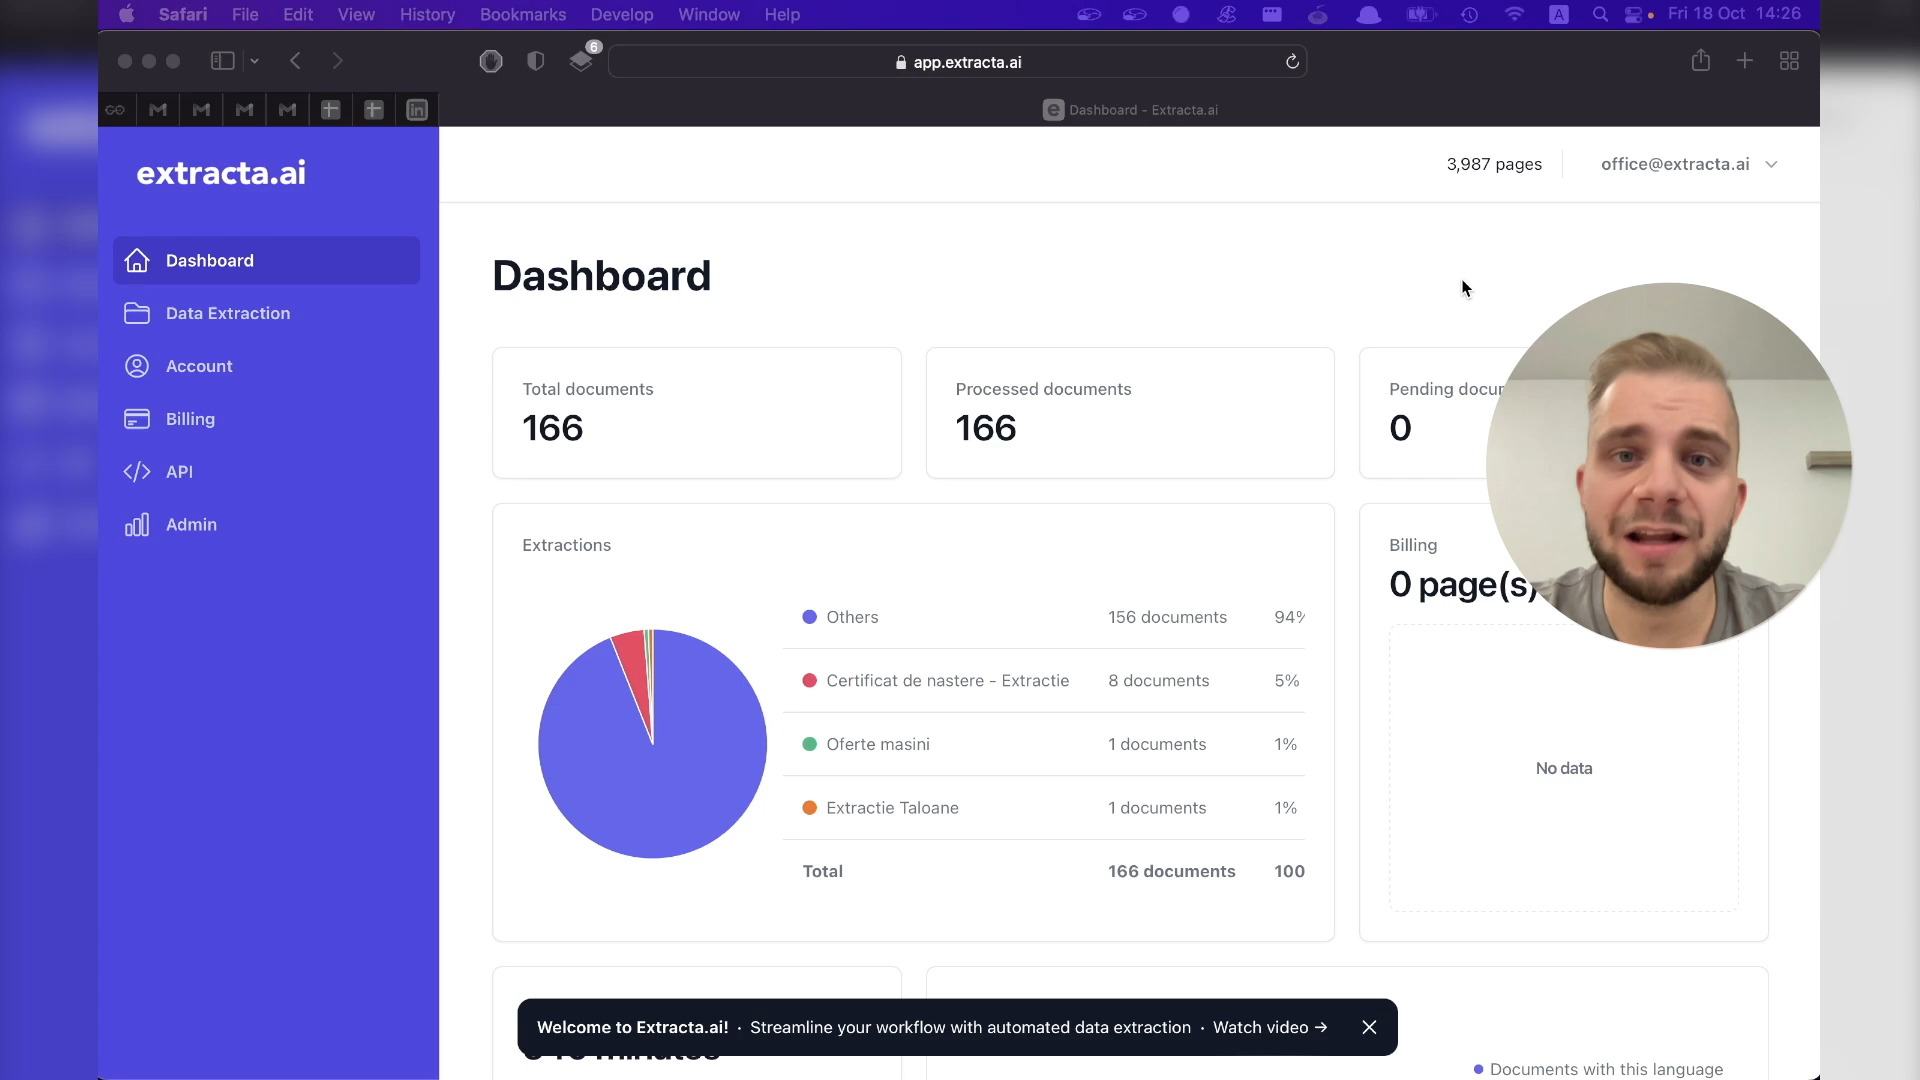 Safari File Edit View History Bookmarks Develop Window Help
A
Fri 18 Oct 14:26
6
app.extracta.ai
Dashboard - Extracta.ai
extracta.ai
3,987 pages
office@extracta.ai
Dashboard
Data Extraction
Account
Billing
API
Admin
Dashboard
Total documents
166
Processed documents
166
Pending docu
0
Extractions
Others 156 documents 94%
Certificat de nastere - Extractie 8 documents 5%
Oferte masini 1 documents 1%
Extractie Taloane 1 documents 1%
Total 166 documents 100
Billing
0 page(s)
No data
Welcome to Extracta.ai! · Streamline your workflow with automated data extraction · Watch video →
minutes
Documents with this language